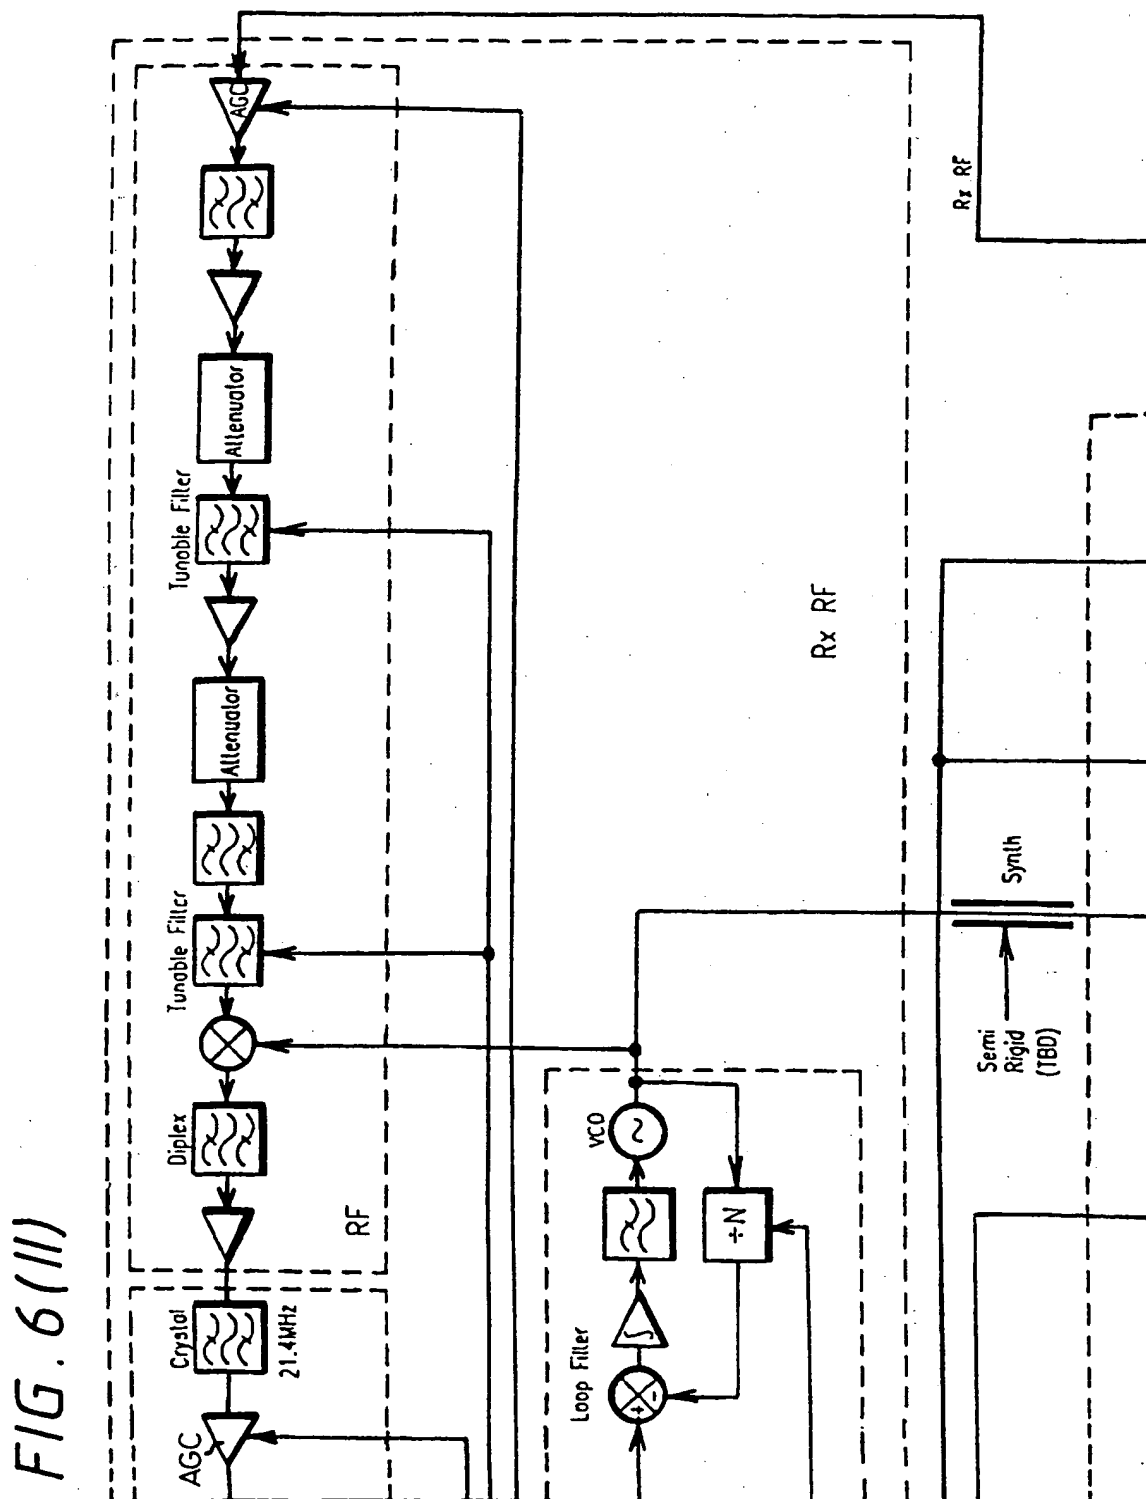 FIG. 6(II)
AGC
Attenuator
Tunable Filter
Attenuator
Tunable Filter
Diplex
RF
Crystal
21.4MHz
AGC
Rx RF
Rx RF
VCO
~
÷N
Loop Filter
∫
+
-
Synth
Semi
Rigid
(TBD)